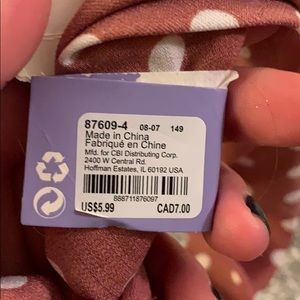 87609-4 08-07 149
Made in China
Fabriqué en Chine
Mfd. for CBI Distributing Corp.
2400 W Central Rd.
Hoffman Estates, IL 60192 USA
888711876097
US$5.99 CAD7.00